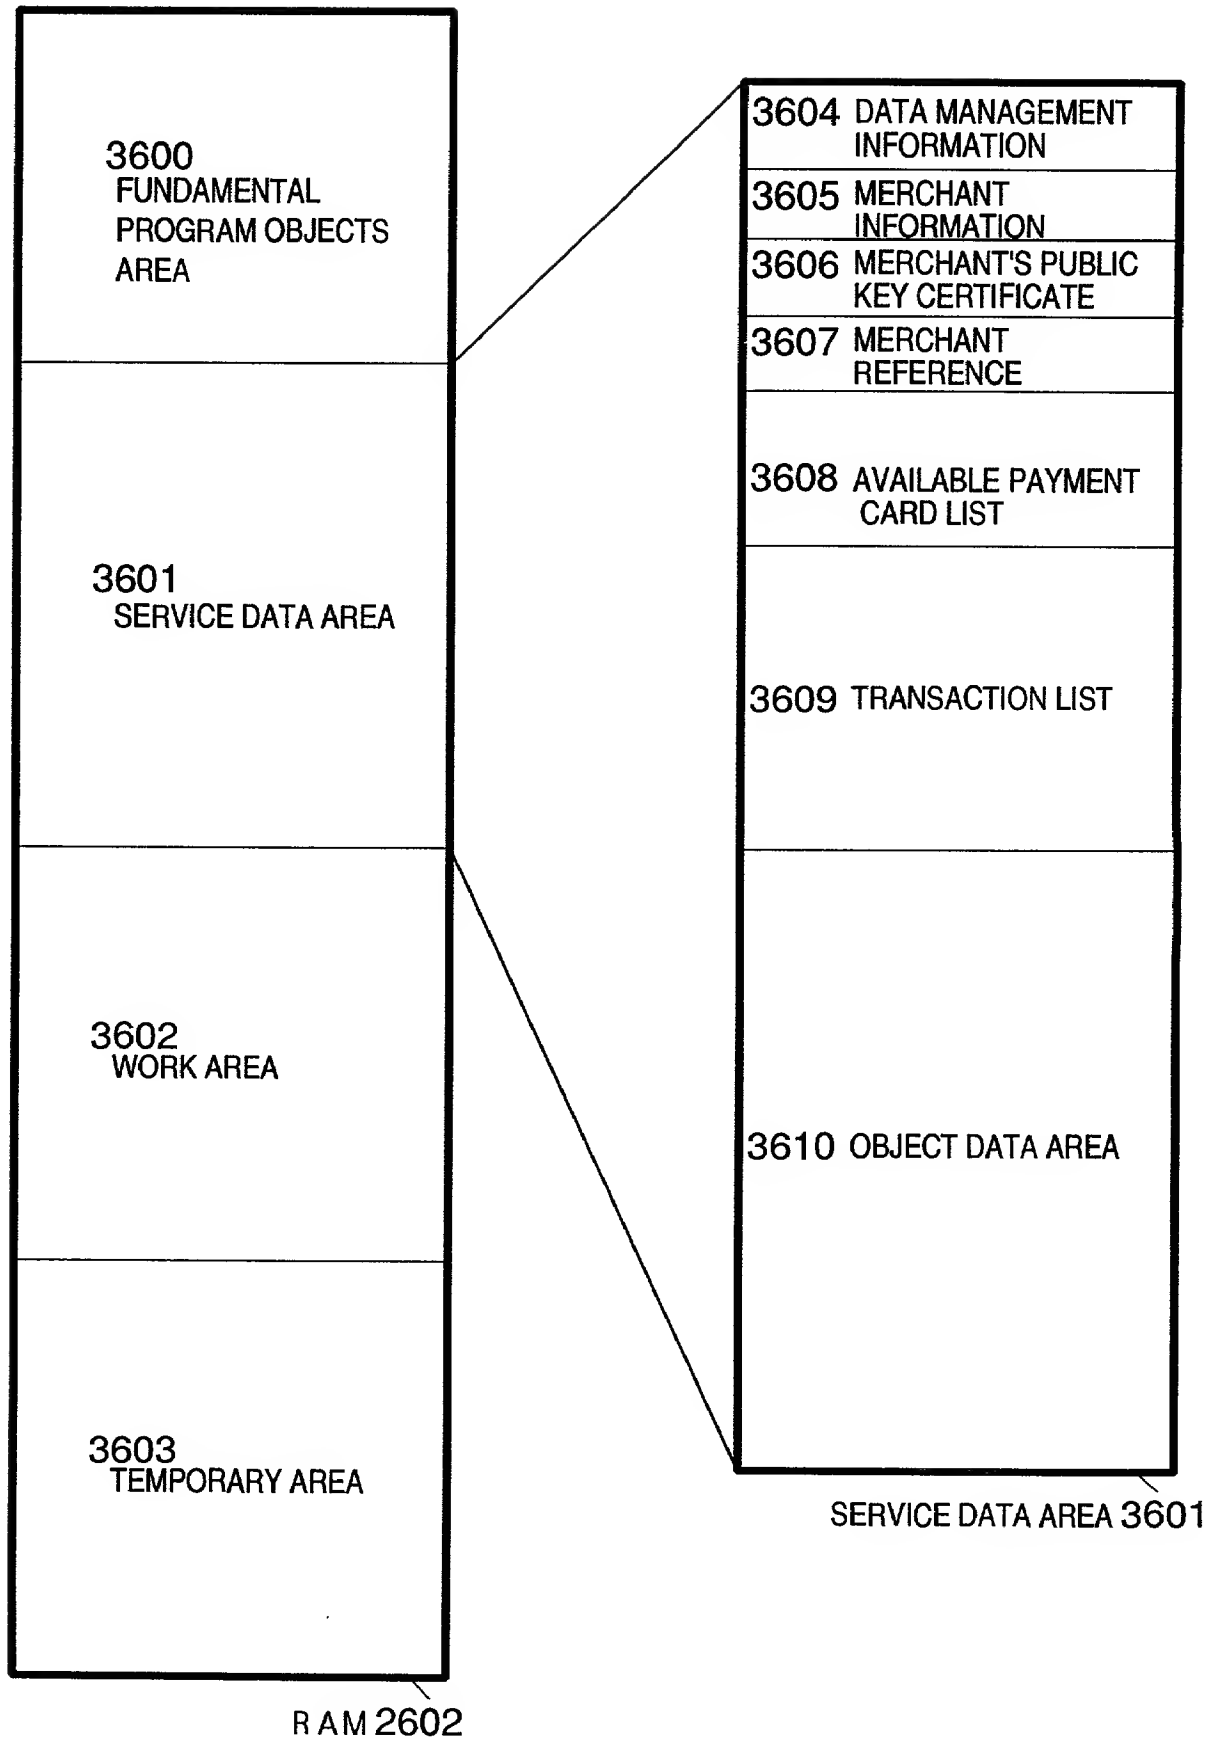 3600
FUNDAMENTAL
PROGRAM OBJECTS
AREA
3601
SERVICE DATA AREA
3602
WORK AREA
3603
TEMPORARY AREA
RAM 2602
3604 DATA MANAGEMENT
INFORMATION
3605 MERCHANT
INFORMATION
3606 MERCHANT'S PUBLIC
KEY CERTIFICATE
3607 MERCHANT
REFERENCE
3608 AVAILABLE PAYMENT
CARD LIST
3609 TRANSACTION LIST
3610 OBJECT DATA AREA
SERVICE DATA AREA 3601